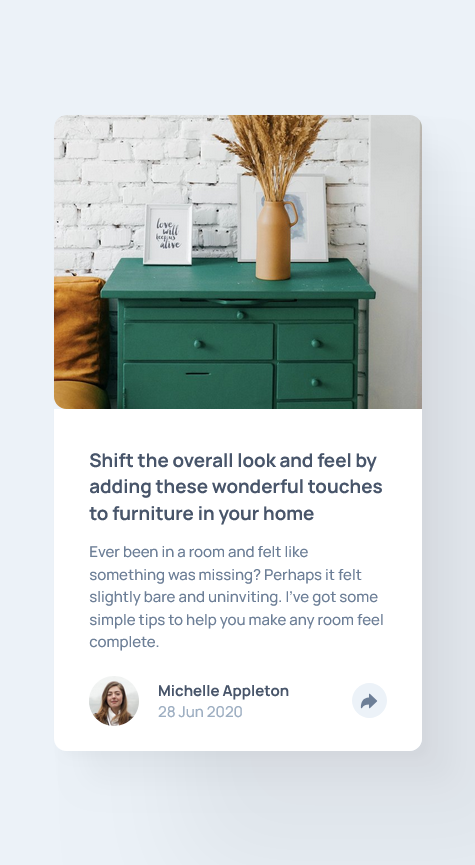 love
will
keep us
alive
Shift the overall look and feel by
adding these wonderful touches
to furniture in your home
Ever been in a room and felt like
something was missing? Perhaps it felt
slightly bare and uninviting. I’ve got some
simple tips to help you make any room feel
complete.
Michelle Appleton
28 Jun 2020